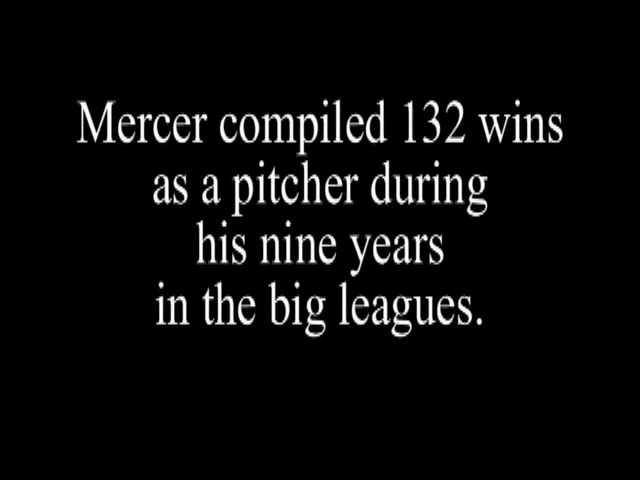 Mercer compiled 132 wins
as a pitcher during
his nine years
in the big leagues.